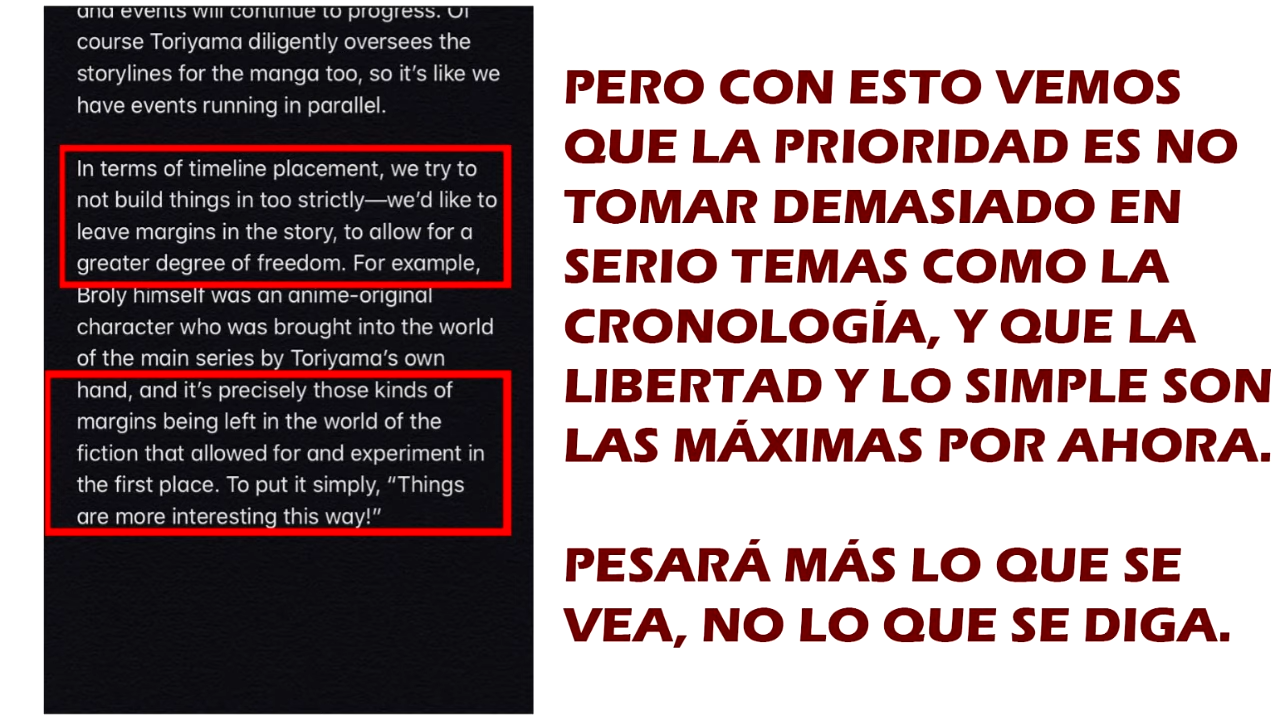 and events will continue to progress. Of
course Toriyama diligently oversees the
storylines for the manga too, so it's like we
have events running in parallel.
In terms of timeline placement, we try to
not build things in too strictly—we'd like to
leave margins in the story, to allow for a
greater degree of freedom. For example,
Broly himself was an anime-original
character who was brought into the world
of the main series by Toriyama's own
hand, and it's precisely those kinds of
margins being left in the world of the
fiction that allowed for and experiment in
the first place. To put it simply, “Things
are more interesting this way!”
PERO CON ESTO VEMOS
QUE LA PRIORIDAD ES NO
TOMAR DEMASIADO EN
SERIO TEMAS COMO LA
CRONOLOGÍA, Y QUE LA
LIBERTAD Y LO SIMPLE SON
LAS MÁXIMAS POR AHORA.
PESARÁ MÁS LO QUE SE
VEA, NO LO QUE SE DIGA.